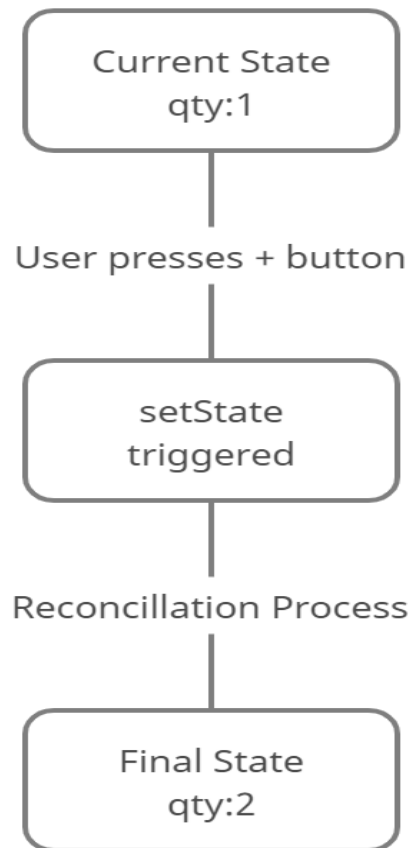 Current State
qty:1
User presses + button
setState
triggered
Reconcillation Process
Final State
qty:2